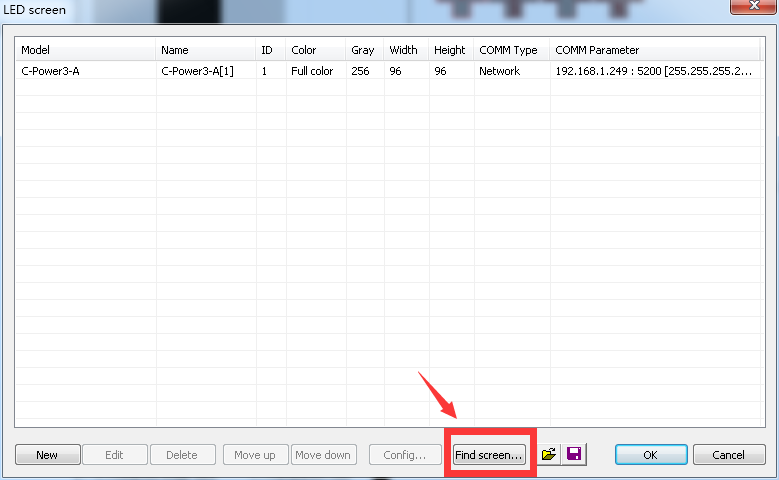 LED screen
Model Name ID Color Gray Width Height COMM Type COMM Parameter
C-Power3-A C-Power3-A[1] 1 Full color 256 96 96 Network 192.168.1.249 : 5200 [255.255.255.2...
New Edit Delete Move up Move down Config... Find screen... OK Cancel